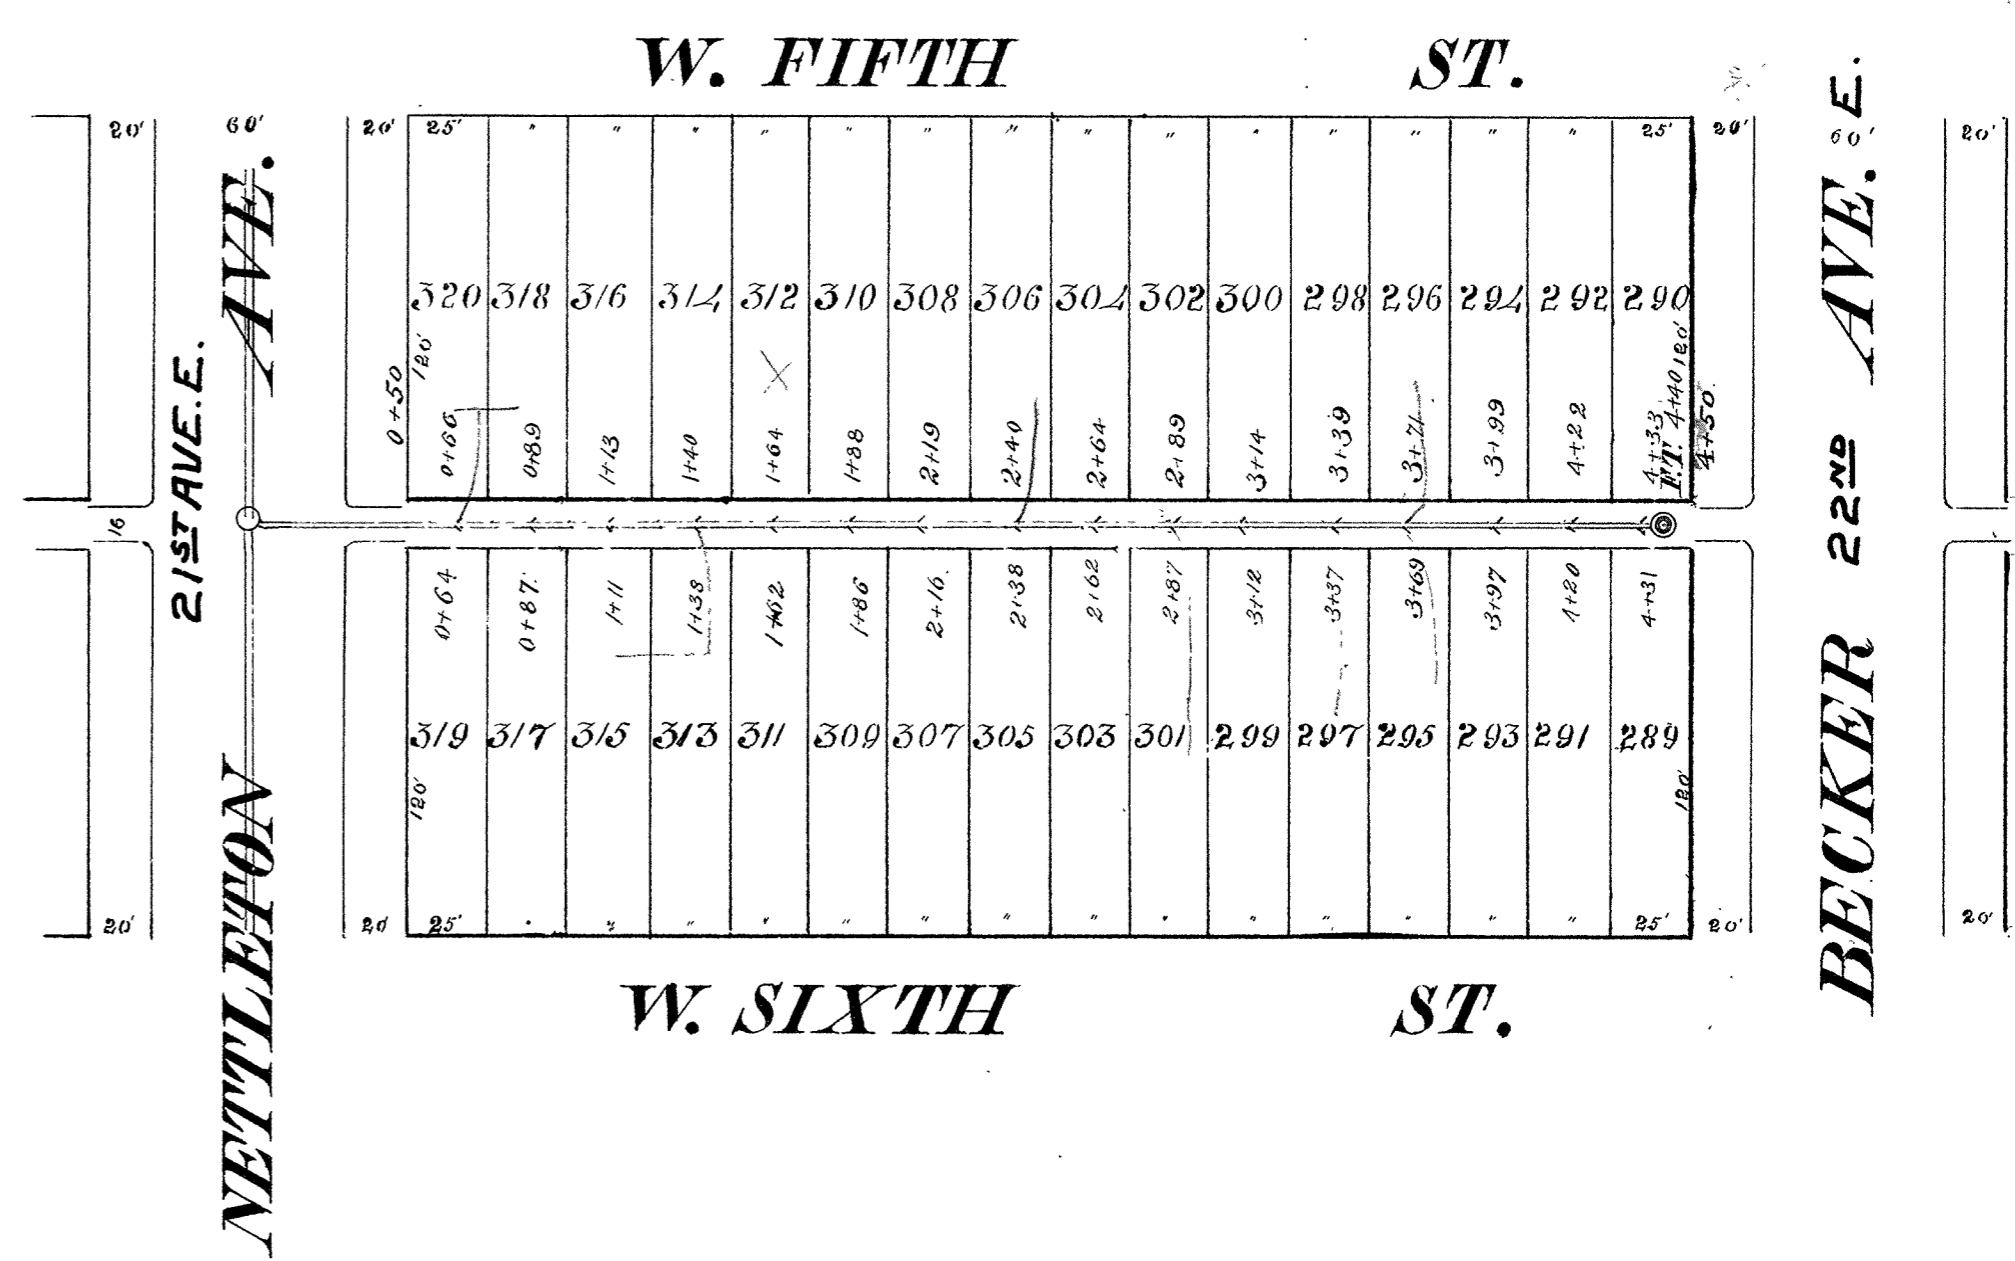 W. FIFTH ST.
20' 60' 20' 25' " " " " " " " " " " " " " " 25' 20' 60' 20'
21ST AVE. E.
NETTLETON AVE.
BECKER AVE.
22ND E.
320 318 316 314 312 310 308 306 304 302 300 298 296 294 292 290
120' 120'
0+50 0+66 0+89 1+13 1+40 1+64 1+88 2+19 2+40 2+64 2+89 3+14 3+39 3+71 3+99 4+22 4+33 F.T. 4+40 4+50
16
0+64 0+87 1+11 1+38 1+62 1+86 2+16 2+38 2+62 2+87 3+12 3+37 3+69 3+97 4+20 4+31
319 317 315 313 311 309 307 305 303 301 299 297 295 293 291 289
120' 120'
20' 20' 25' " " " " " " " " " " " " " " 25' 20' 20'
W. SIXTH ST.